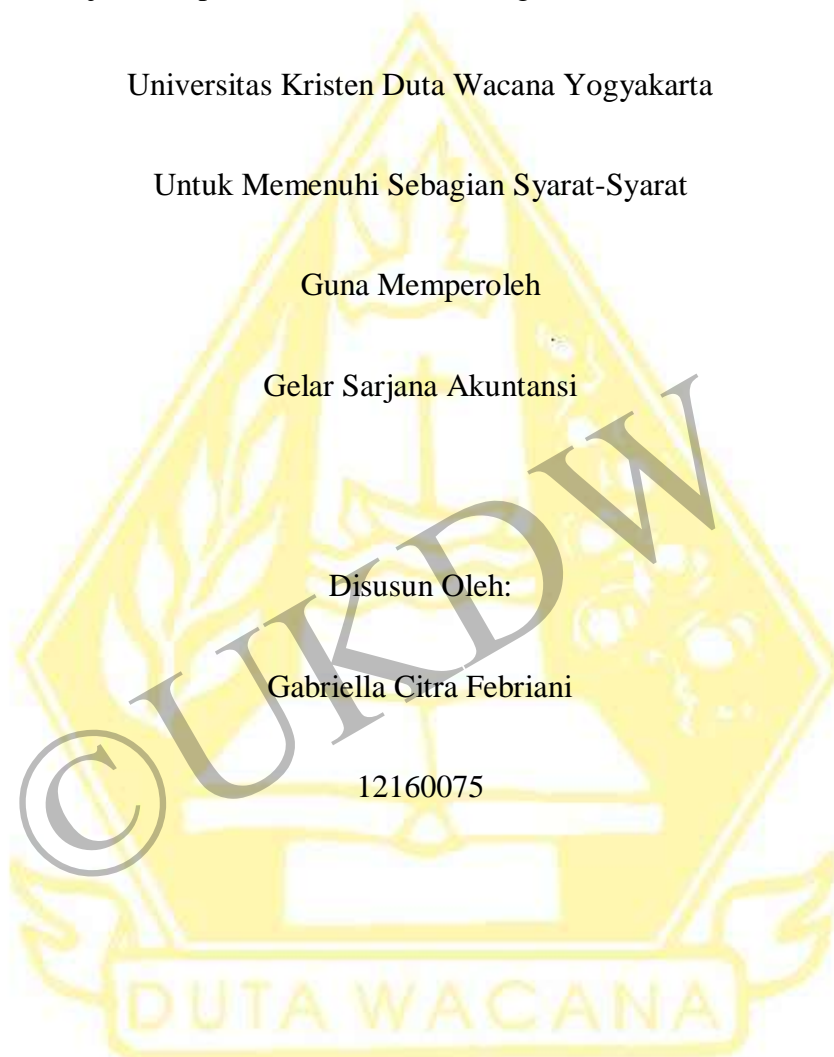 Universitas Kristen Duta Wacana Yogyakarta
Untuk Memenuhi Sebagian Syarat-Syarat
Guna Memperoleh
Gelar Sarjana Akuntansi
Disusun Oleh:
Gabriella Citra Febriani
12160075
©UKDW
DUTA WACANA